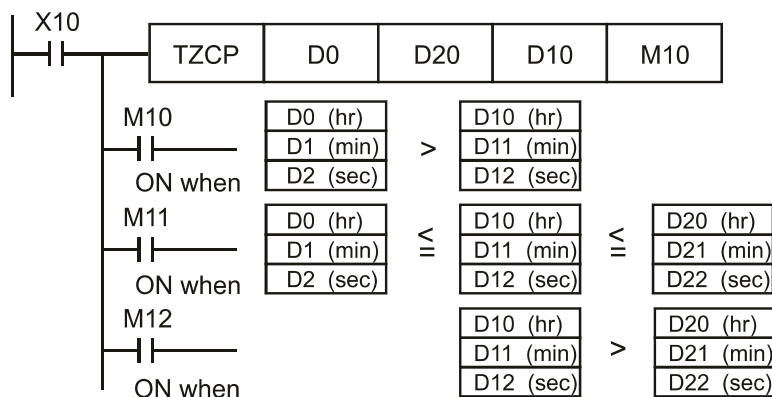 X10
TZCP D0 D20 D10 M10
M10
ON when
D0 (hr)
D1 (min)
D2 (sec)
>
D10 (hr)
D11 (min)
D12 (sec)
M11
ON when
D0 (hr)
D1 (min)
D2 (sec)
≦
D10 (hr)
D11 (min)
D12 (sec)
≦
D20 (hr)
D21 (min)
D22 (sec)
M12
ON when
D10 (hr)
D11 (min)
D12 (sec)
>
D20 (hr)
D21 (min)
D22 (sec)